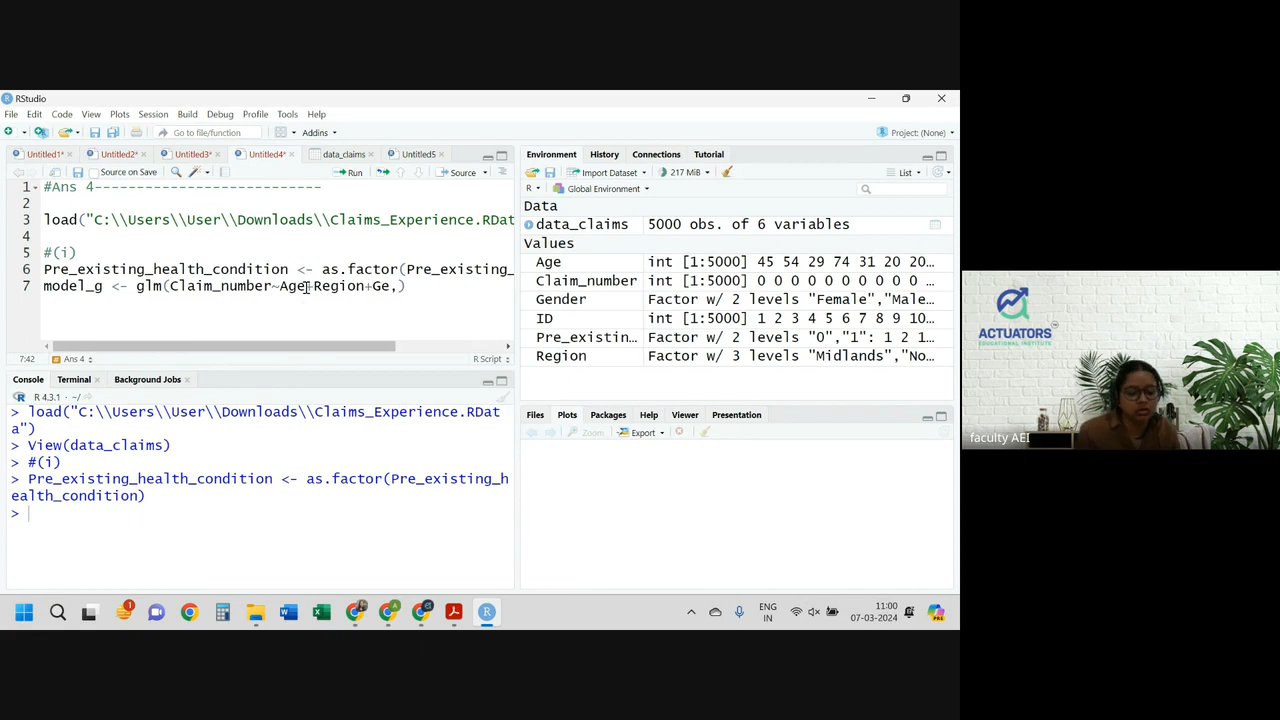 RStudio
File Edit Code View Plots Session Build Debug Profile Tools Help
Go to file/function Addins Project: (None)
Untitled1* Untitled2* Untitled3* Untitled4* data_claims Untitled5
Source on Save Run Source
1 #Ans 4---------------------------
2
3 load("C:\\Users\\User\\Downloads\\Claims_Experience.RDat
4
5 #(i)
6 Pre_existing_health_condition <- as.factor(Pre_existing_
7 model_g <- glm(Claim_number~Age+Region+Ge,)
7:42 Ans 4 R Script
Console Terminal Background Jobs
R 4.3.1 · ~/
> load("C:\\Users\\User\\Downloads\\Claims_Experience.RDat
a")
> View(data_claims)
> #(i)
> Pre_existing_health_condition <- as.factor(Pre_existing_h
ealth_condition)
>
Environment History Connections Tutorial
Import Dataset 217 MiB List
R Global Environment
Data
data_claims 5000 obs. of 6 variables
Values
Age int [1:5000] 45 54 29 74 31 20 20…
Claim_number int [1:5000] 0 0 0 0 0 0 0 0 0 …
Gender Factor w/ 2 levels "Female","Male…
ID int [1:5000] 1 2 3 4 5 6 7 8 9 10…
Pre_existin… Factor w/ 2 levels "0","1": 1 2 1…
Region Factor w/ 3 levels "Midlands","No…
Files Plots Packages Help Viewer Presentation
Zoom Export
ACTUATORS
EDUCATIONAL INSTITUTE
faculty AEI
1
ENG
IN
11:00
07-03-2024